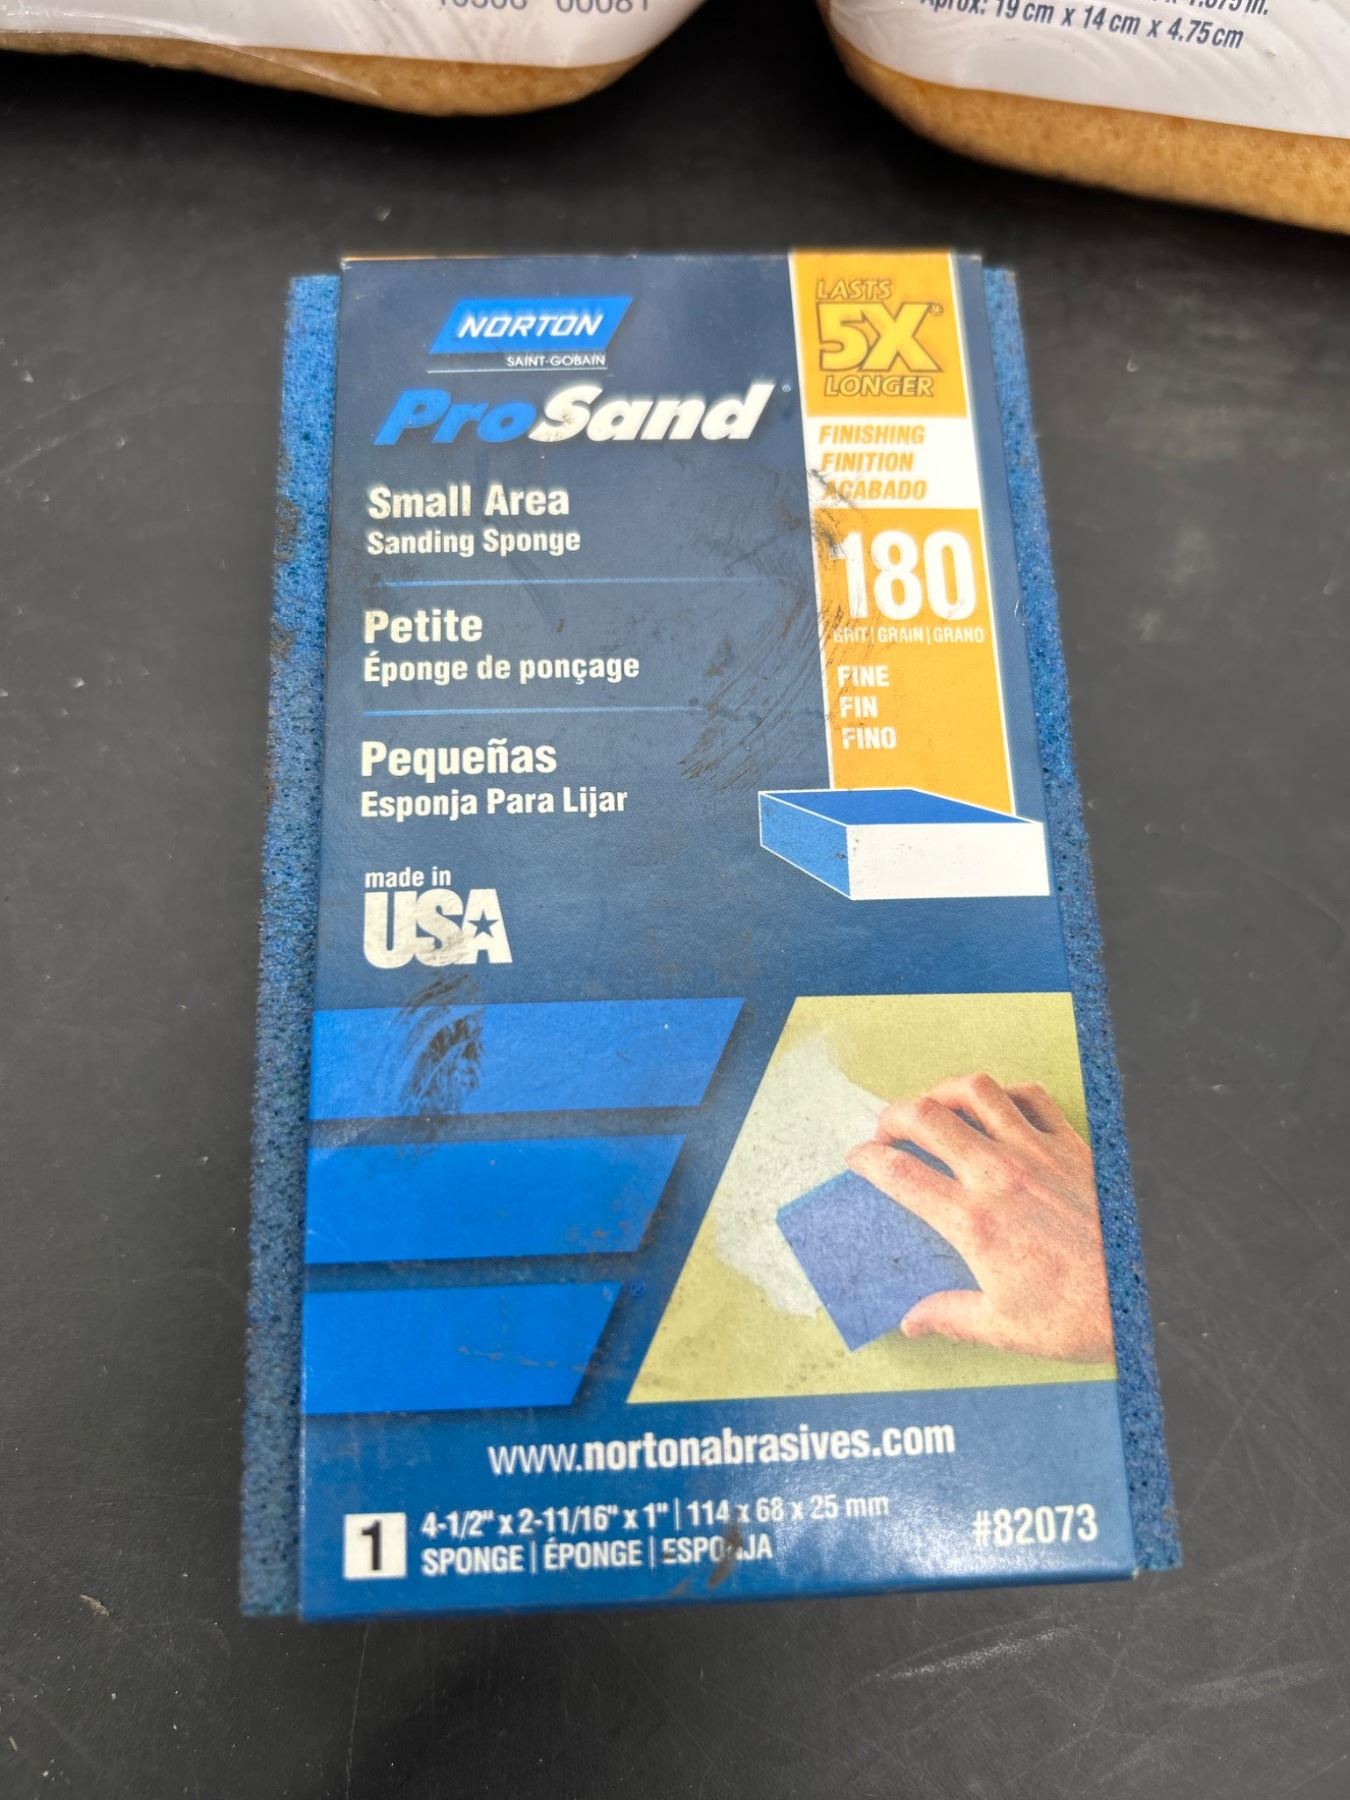 Aprox: 19 cm x 14 cm x 4.75 cm
NORTON
SAINT-GOBAIN
ProSand
LASTS
5X*
LONGER
FINISHING
FINITION
ACABADO
180
GRIT | GRAIN | GRANO
FINE
FIN
FINO
Small Area
Sanding Sponge
Petite
Éponge de ponçage
Pequeñas
Esponja Para Lijar
made in
USA
www.nortonabrasives.com
1
4-1/2" x 2-11/16" x 1" | 114 x 68 x 25 mm
SPONGE | ÉPONGE | ESPONJA
#82073